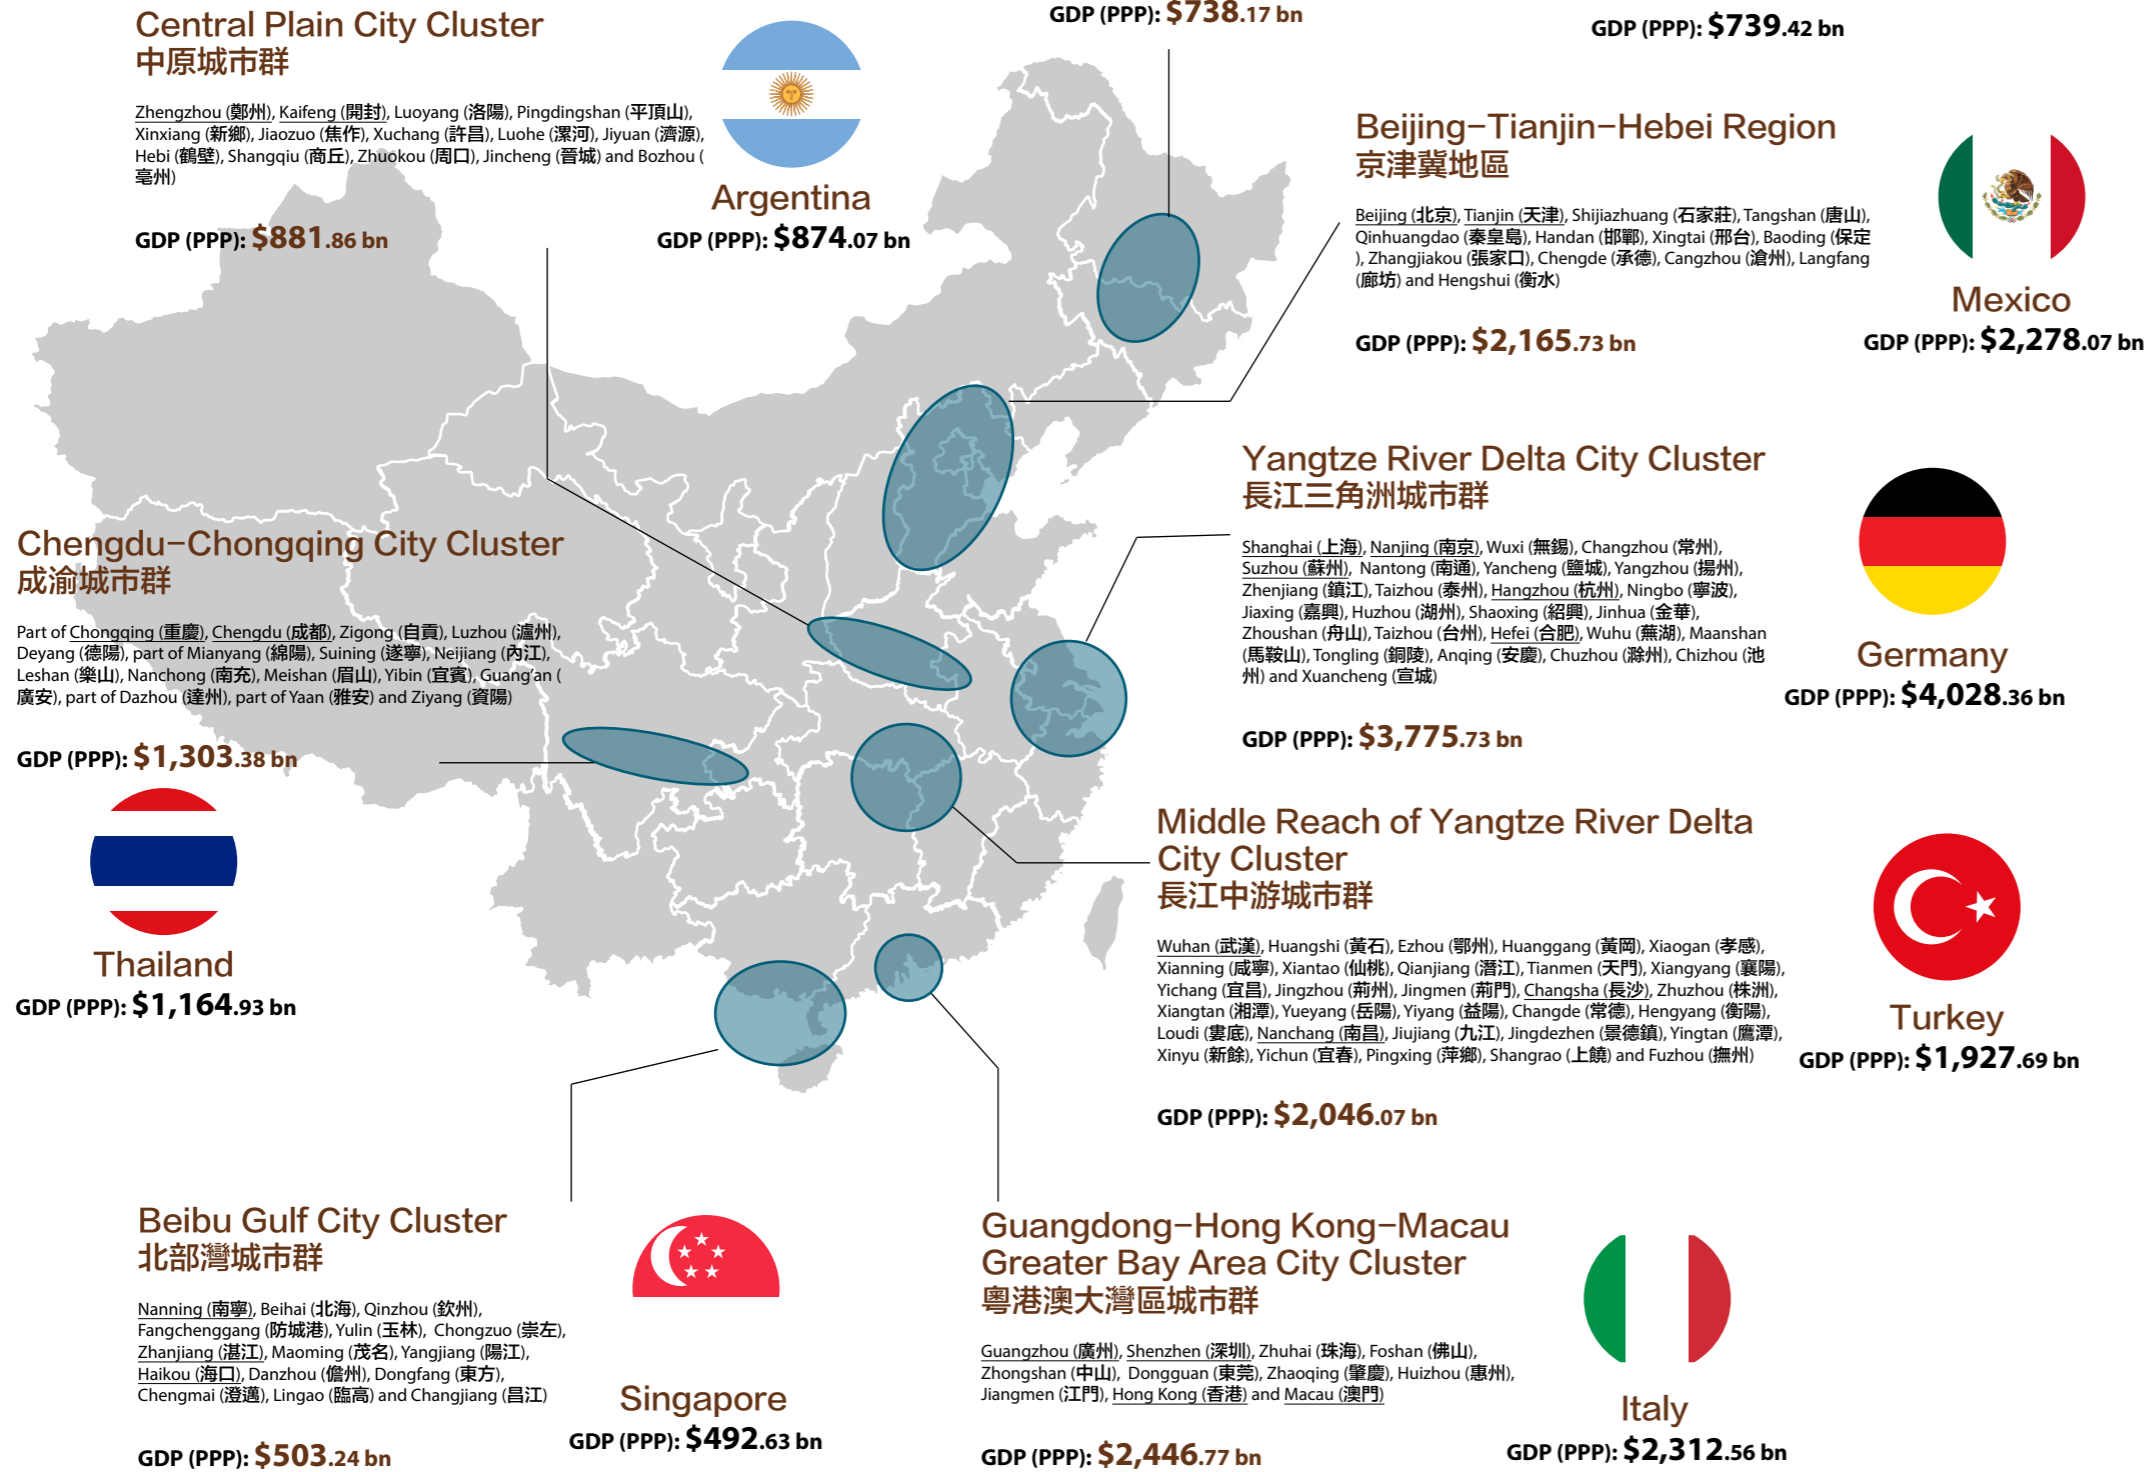 GDP (PPP): $738.17 bn
GDP (PPP): $739.42 bn
Central Plain City Cluster
中原城市群
Zhengzhou (鄭州), Kaifeng (開封), Luoyang (洛陽), Pingdingshan (平頂山),
Xinxiang (新鄉), Jiaozuo (焦作), Xuchang (許昌), Luohe (漯河), Jiyuan (濟源),
Hebi (鶴壁), Shangqiu (商丘), Zhuokou (周口), Jincheng (晉城) and Bozhou (
亳州)
GDP (PPP): $881.86 bn
Argentina
GDP (PPP): $874.07 bn
Beijing–Tianjin–Hebei Region
京津冀地區
Beijing (北京), Tianjin (天津), Shijiazhuang (石家莊), Tangshan (唐山),
Qinhuangdao (秦皇島), Handan (邯鄲), Xingtai (邢台), Baoding (保定
), Zhangjiakou (張家口), Chengde (承德), Cangzhou (滄州), Langfang
(廊坊) and Hengshui (衡水)
GDP (PPP): $2,165.73 bn
Mexico
GDP (PPP): $2,278.07 bn
Yangtze River Delta City Cluster
長江三角洲城市群
Shanghai (上海), Nanjing (南京), Wuxi (無錫), Changzhou (常州),
Suzhou (蘇州), Nantong (南通), Yancheng (鹽城), Yangzhou (揚州),
Zhenjiang (鎮江), Taizhou (泰州), Hangzhou (杭州), Ningbo (寧波),
Jiaxing (嘉興), Huzhou (湖州), Shaoxing (紹興), Jinhua (金華),
Zhoushan (舟山), Taizhou (台州), Hefei (合肥), Wuhu (蕪湖), Maanshan
(馬鞍山), Tongling (銅陵), Anqing (安慶), Chuzhou (滁州), Chizhou (池
州) and Xuancheng (宣城)
GDP (PPP): $3,775.73 bn
Germany
GDP (PPP): $4,028.36 bn
Chengdu–Chongqing City Cluster
成渝城市群
Part of Chongqing (重慶), Chengdu (成都), Zigong (自貢), Luzhou (瀘州),
Deyang (德陽), part of Mianyang (綿陽), Suining (遂寧), Neijiang (內江),
Leshan (樂山), Nanchong (南充), Meishan (眉山), Yibin (宜賓), Guang'an (
廣安), part of Dazhou (達州), part of Yaan (雅安) and Ziyang (資陽)
GDP (PPP): $1,303.38 bn
Thailand
GDP (PPP): $1,164.93 bn
Middle Reach of Yangtze River Delta
City Cluster
長江中游城市群
Wuhan (武漢), Huangshi (黃石), Ezhou (鄂州), Huanggang (黃岡), Xiaogan (孝感),
Xianning (咸寧), Xiantao (仙桃), Qianjiang (潛江), Tianmen (天門), Xiangyang (襄陽),
Yichang (宜昌), Jingzhou (荊州), Jingmen (荊門), Changsha (長沙), Zhuzhou (株洲),
Xiangtan (湘潭), Yueyang (岳陽), Yiyang (益陽), Changde (常德), Hengyang (衡陽),
Loudi (婁底), Nanchang (南昌), Jiujiang (九江), Jingdezhen (景德鎮), Yingtan (鷹潭),
Xinyu (新餘), Yichun (宜春), Pingxing (萍鄉), Shangrao (上饒) and Fuzhou (撫州)
GDP (PPP): $2,046.07 bn
Turkey
GDP (PPP): $1,927.69 bn
Beibu Gulf City Cluster
北部灣城市群
Nanning (南寧), Beihai (北海), Qinzhou (欽州),
Fangchenggang (防城港), Yulin (玉林), Chongzuo (崇左),
Zhanjiang (湛江), Maoming (茂名), Yangjiang (陽江),
Haikou (海口), Danzhou (儋州), Dongfang (東方),
Chengmai (澄邁), Lingao (臨高) and Changjiang (昌江)
GDP (PPP): $503.24 bn
Singapore
GDP (PPP): $492.63 bn
Guangdong–Hong Kong–Macau
Greater Bay Area City Cluster
粵港澳大灣區城市群
Guangzhou (廣州), Shenzhen (深圳), Zhuhai (珠海), Foshan (佛山),
Zhongshan (中山), Dongguan (東莞), Zhaoqing (肇慶), Huizhou (惠州),
Jiangmen (江門), Hong Kong (香港) and Macau (澳門)
GDP (PPP): $2,446.77 bn
Italy
GDP (PPP): $2,312.56 bn